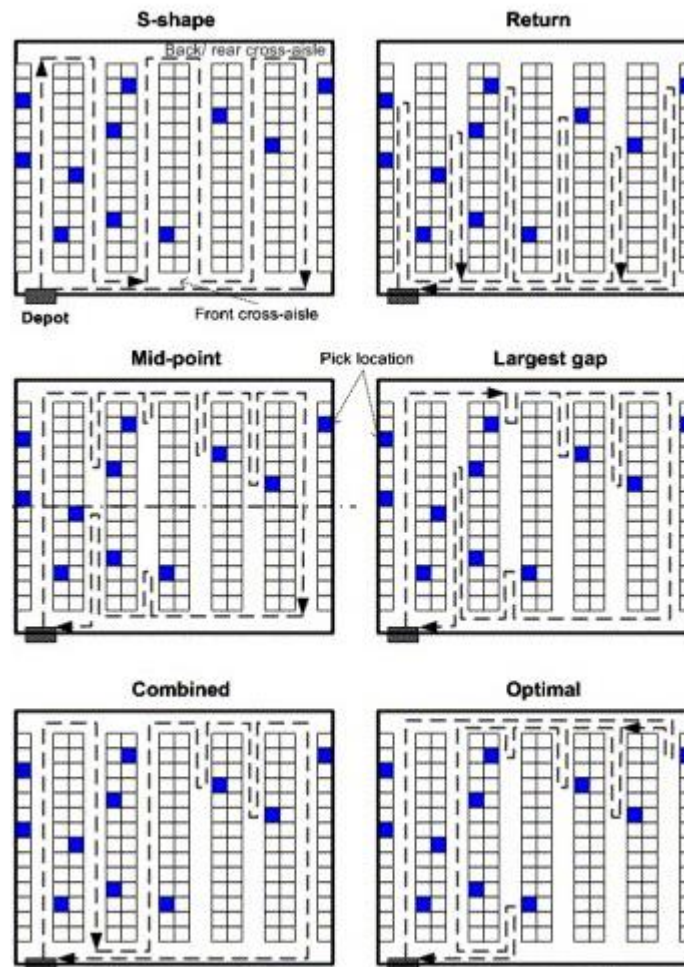 S-shape
Return
Back/ rear cross-aisle
Depot
Front cross-aisle
Mid-point
Pick location
Largest gap
Combined
Optimal